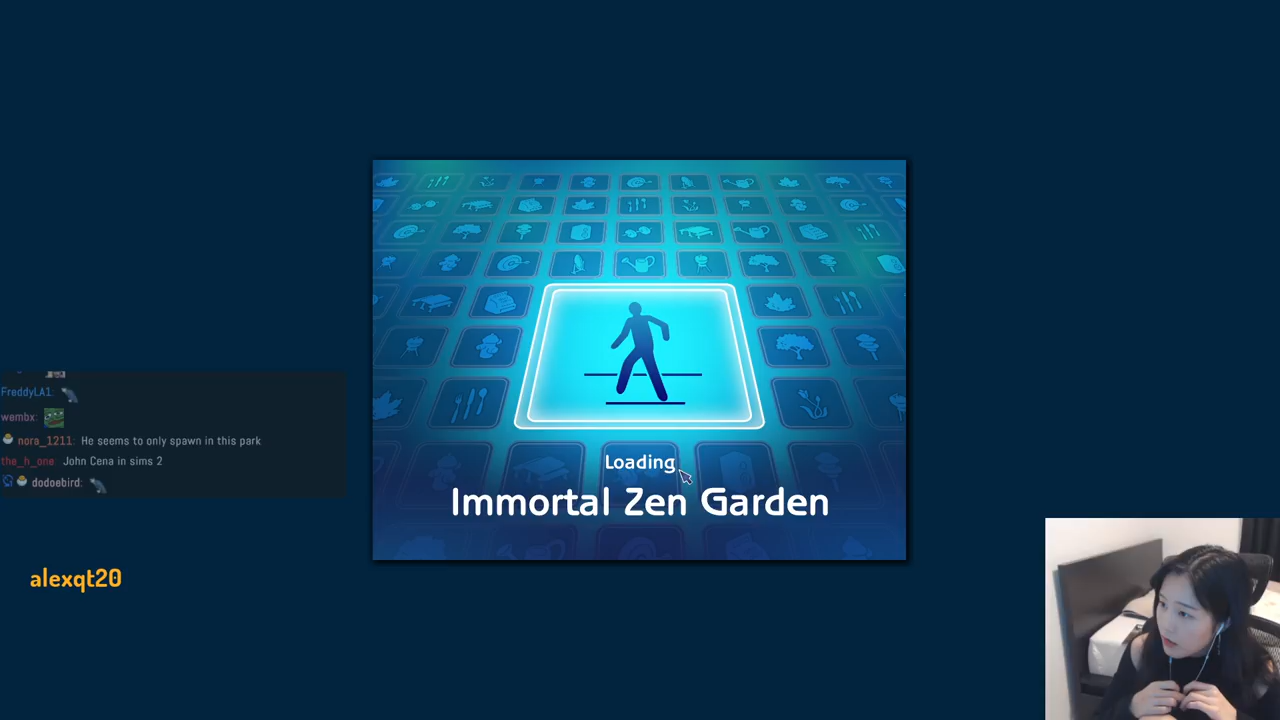 FreddyLA1:
wembx:
nora_1211: He seems to only spawn in this park
the_h_one: John Cena in sims 2
dodoebird:
alexqt20
Loading
Immortal Zen Garden